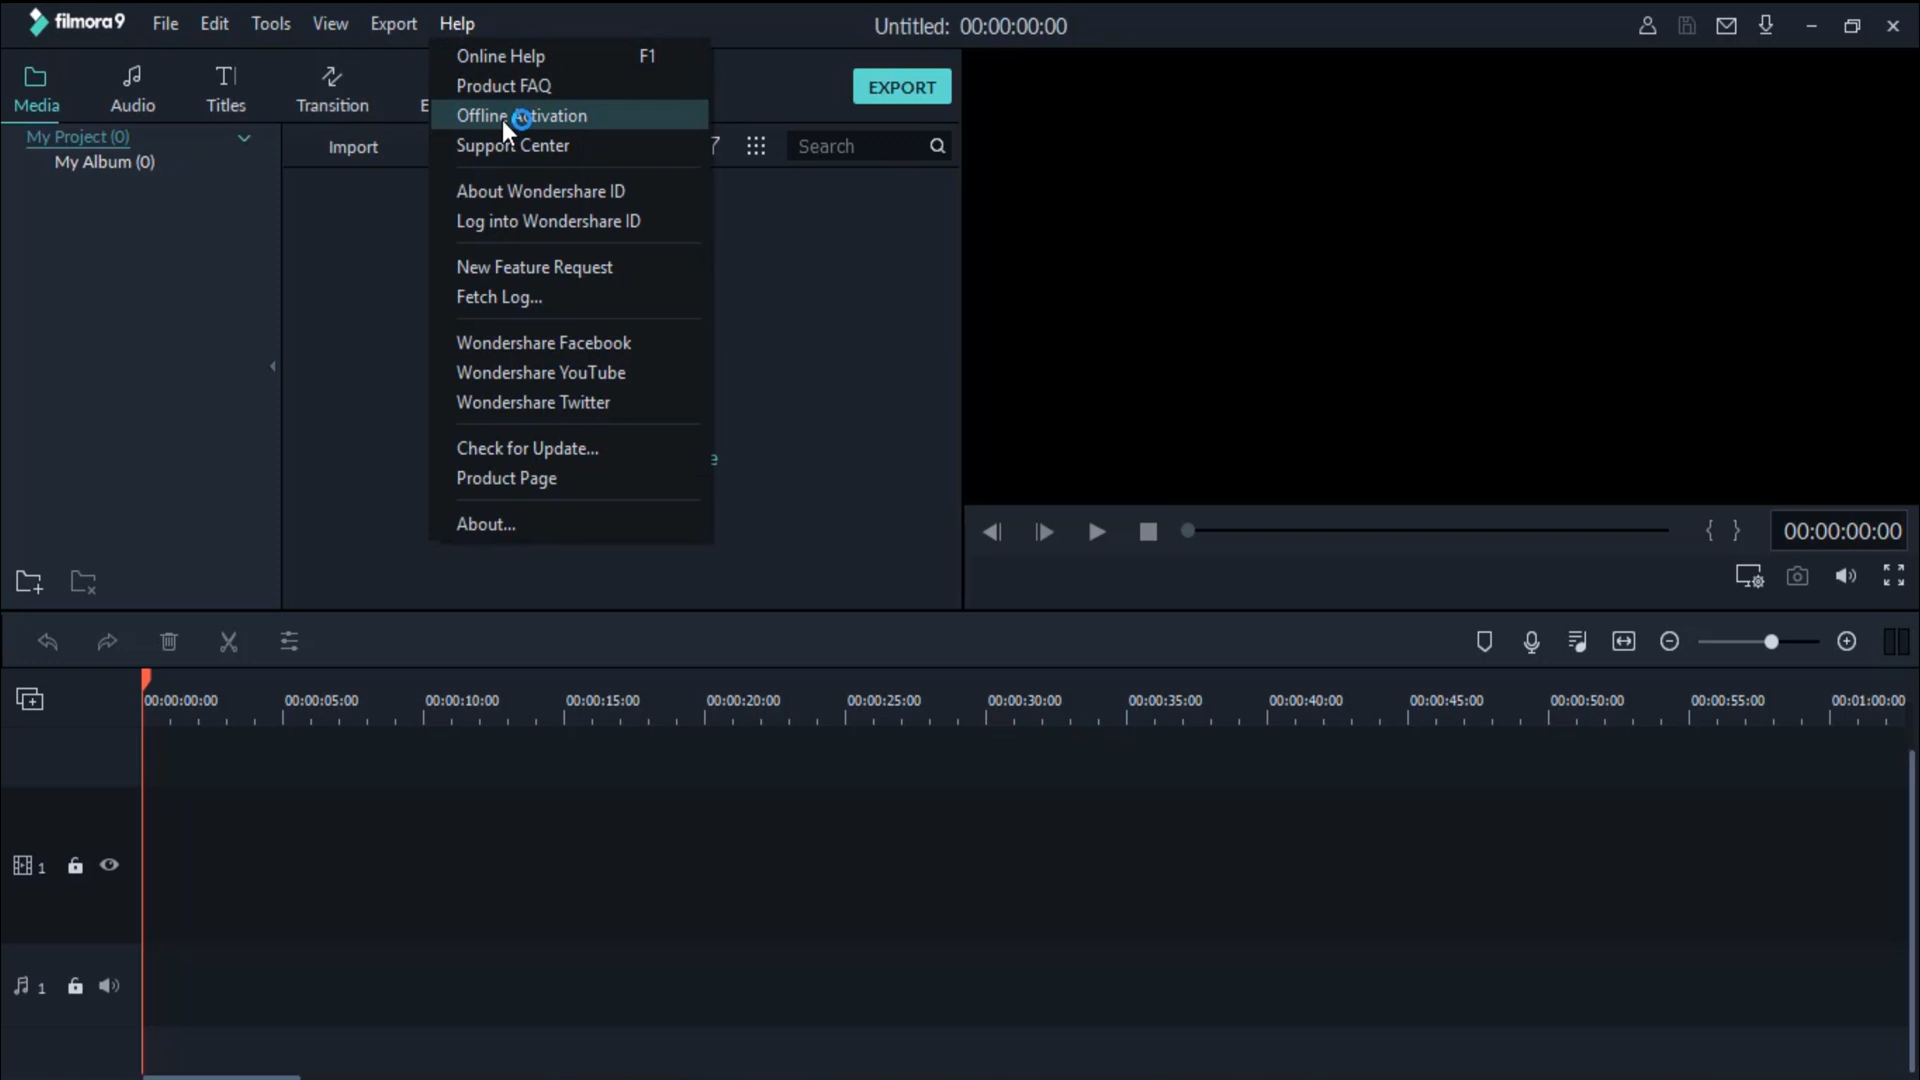 filmora9 File Edit Tools View Export Help Untitled: 00:00:00:00
Media Audio Titles Transition E EXPORT
My Project (0)
My Album (0)
Import Search
Online Help F1
Product FAQ
Offline Activation
Support Center
About Wondershare ID
Log into Wondershare ID
New Feature Request
Fetch Log...
Wondershare Facebook
Wondershare YouTube
Wondershare Twitter
Check for Update...
Product Page
About...
e
{ } 00:00:00:00
00:00:00:00 00:00:05:00 00:00:10:00 00:00:15:00 00:00:20:00 00:00:25:00 00:00:30:00 00:00:35:00 00:00:40:00 00:00:45:00 00:00:50:00 00:00:55:00 00:01:00:00
1
1